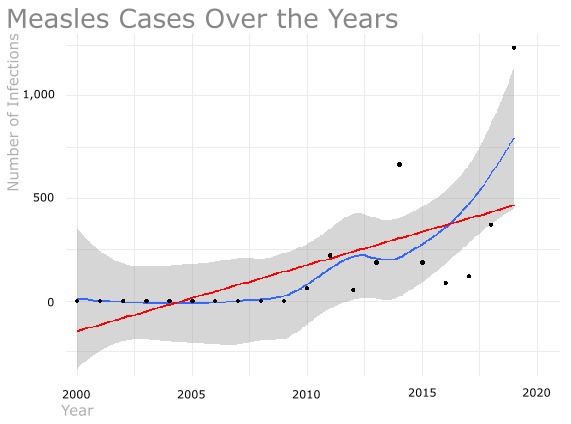 Measles Cases Over the Years
Number of Infections
1,000
500
0
2000 2005 2010 2015 2020
Year